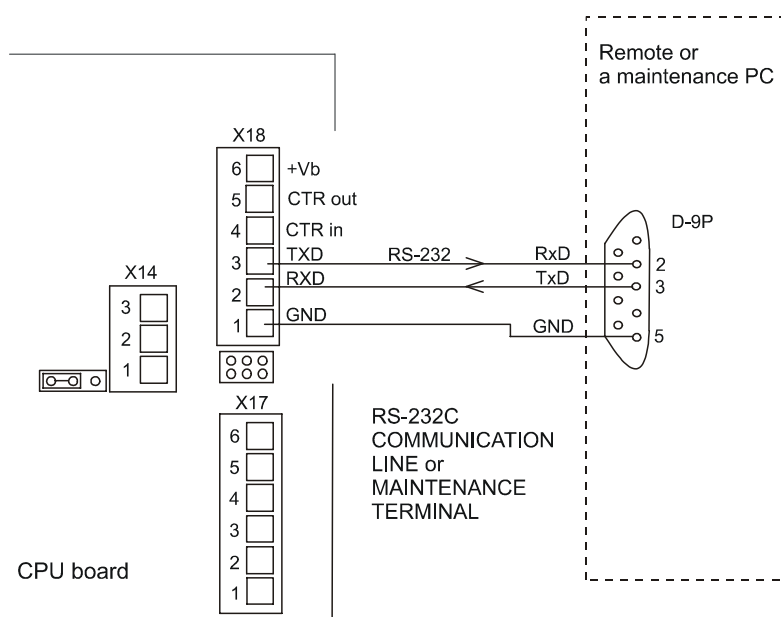 Remote or
a maintenance PC
X18
6 +Vb
5 CTR out
4 CTR in
3 TXD RS-232 RxD 2
2 RXD TxD 3
1 GND GND 5
D-9P
X14
3
2
1
X17
6
5
4
3
2
1
RS-232C
COMMUNICATION
LINE or
MAINTENANCE
TERMINAL
CPU board